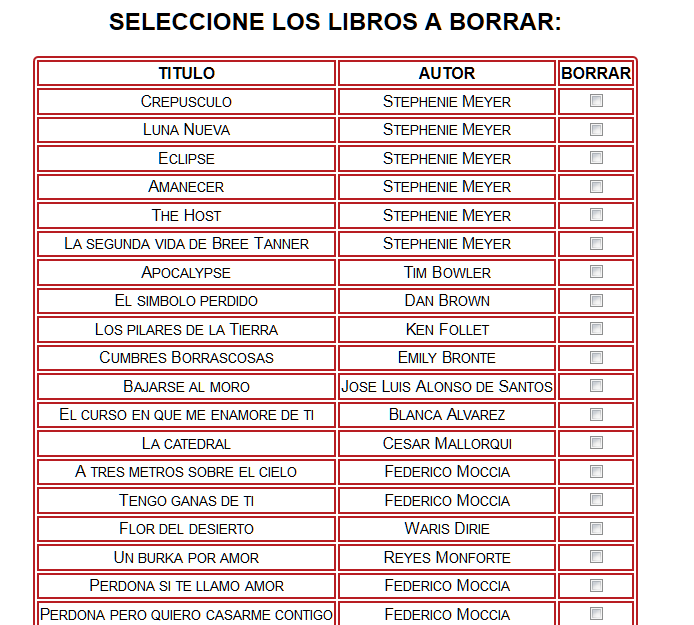 SELECCIONE LOS LIBROS A BORRAR:
TITULO AUTOR BORRAR
CREPUSCULO STEPHENIE MEYER
LUNA NUEVA STEPHENIE MEYER
ECLIPSE STEPHENIE MEYER
AMANECER STEPHENIE MEYER
THE HOST STEPHENIE MEYER
LA SEGUNDA VIDA DE BREE TANNER STEPHENIE MEYER
APOCALYPSE TIM BOWLER
EL SIMBOLO PERDIDO DAN BROWN
LOS PILARES DE LA TIERRA KEN FOLLET
CUMBRES BORRASCOSAS EMILY BRONTE
BAJARSE AL MORO JOSE LUIS ALONSO DE SANTOS
EL CURSO EN QUE ME ENAMORE DE TI BLANCA ALVAREZ
LA CATEDRAL CESAR MALLORQUI
A TRES METROS SOBRE EL CIELO FEDERICO MOCCIA
TENGO GANAS DE TI FEDERICO MOCCIA
FLOR DEL DESIERTO WARIS DIRIE
UN BURKA POR AMOR REYES MONFORTE
PERDONA SI TE LLAMO AMOR FEDERICO MOCCIA
PERDONA PERO QUIERO CASARME CONTIGO FEDERICO MOCCIA